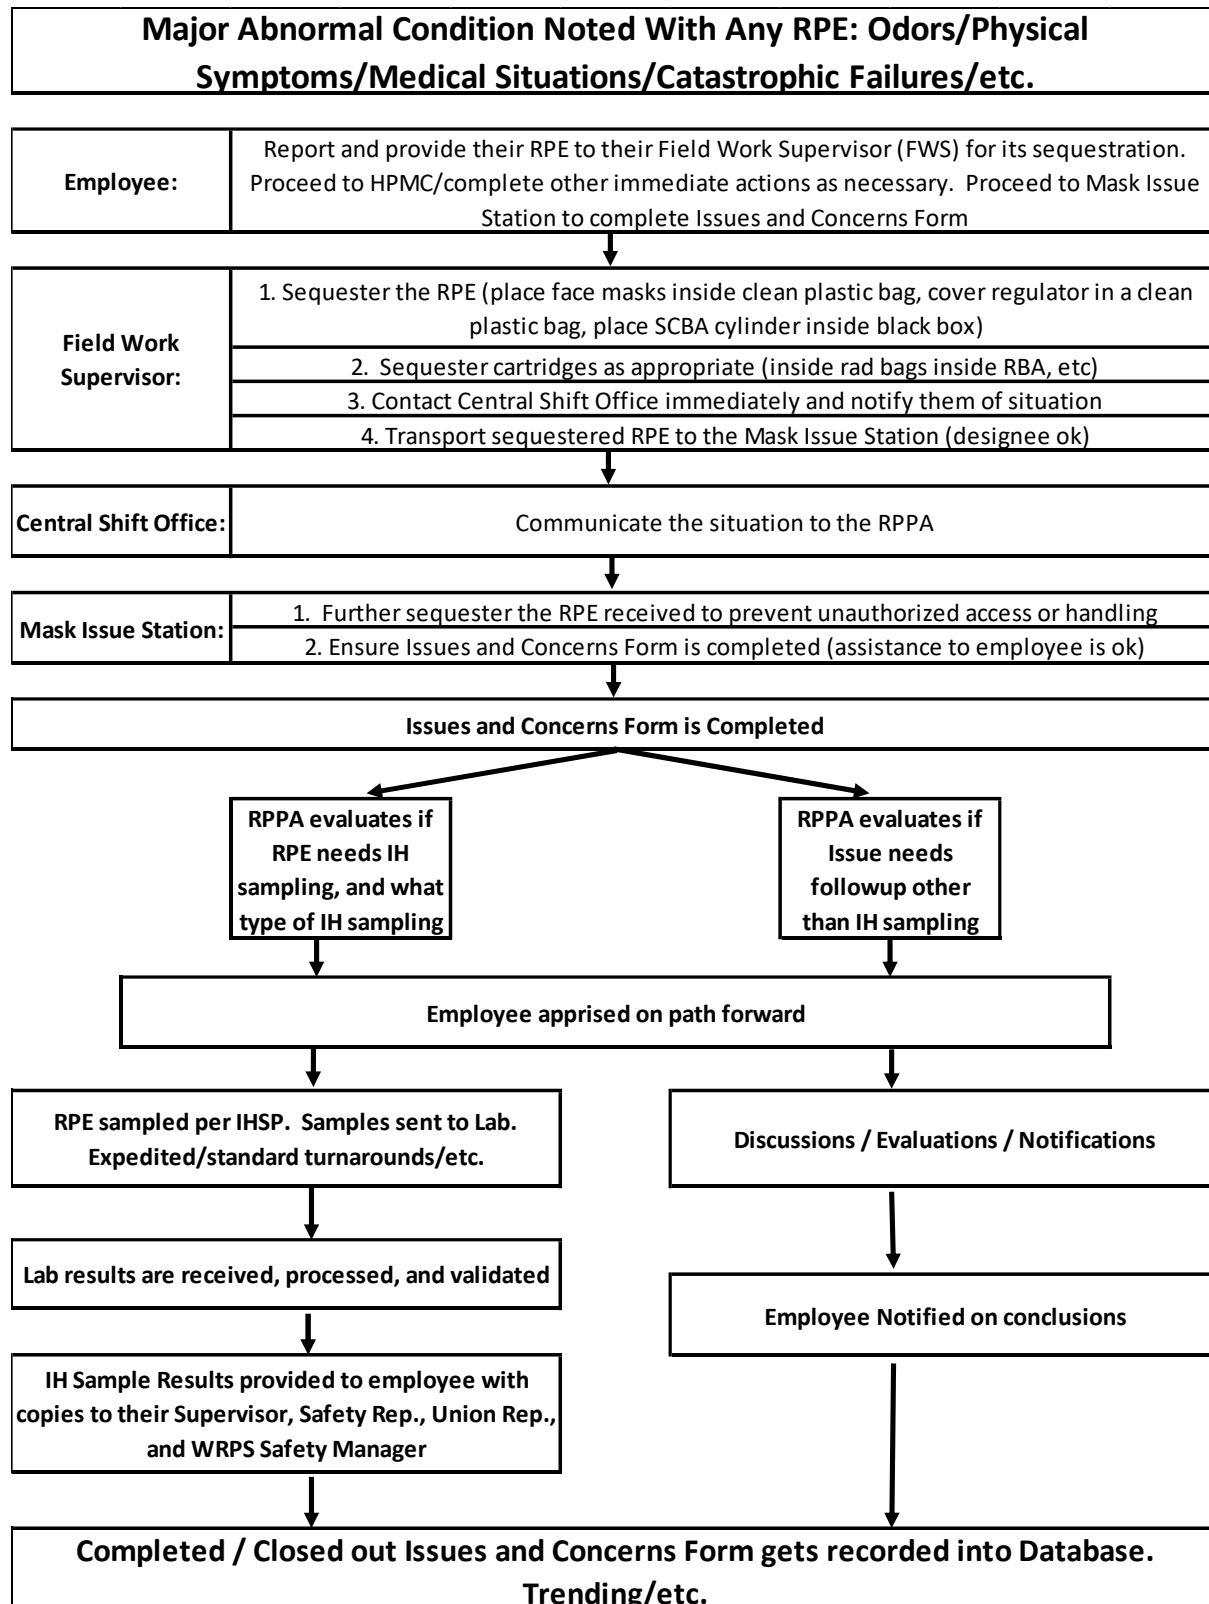 Major Abnormal Condition Noted With Any RPE: Odors/Physical
Symptoms/Medical Situations/Catastrophic Failures/etc.
Employee:
Report and provide their RPE to their Field Work Supervisor (FWS) for its sequestration.
Proceed to HPMC/complete other immediate actions as necessary.  Proceed to Mask Issue
Station to complete Issues and Concerns Form
Field Work
Supervisor:
1. Sequester the RPE (place face masks inside clean plastic bag, cover regulator in a clean
plastic bag, place SCBA cylinder inside black box)
2.  Sequester cartridges as appropriate (inside rad bags inside RBA, etc)
3. Contact Central Shift Office immediately and notify them of situation
4. Transport sequestered RPE to the Mask Issue Station (designee ok)
Central Shift Office:
Communicate the situation to the RPPA
Mask Issue Station:
1.  Further sequester the RPE received to prevent unauthorized access or handling
2. Ensure Issues and Concerns Form is completed (assistance to employee is ok)
Issues and Concerns Form is Completed
RPPA evaluates if
RPE needs IH
sampling, and what
type of IH sampling
RPPA evaluates if
Issue needs
followup other
than IH sampling
Employee apprised on path forward
RPE sampled per IHSP.  Samples sent to Lab.
Expedited/standard turnarounds/etc.
Discussions / Evaluations / Notifications
Lab results are received, processed, and validated
Employee Notified on conclusions
IH Sample Results provided to employee with
copies to their Supervisor, Safety Rep., Union Rep.,
and WRPS Safety Manager
Completed / Closed out Issues and Concerns Form gets recorded into Database.
Trending/etc.